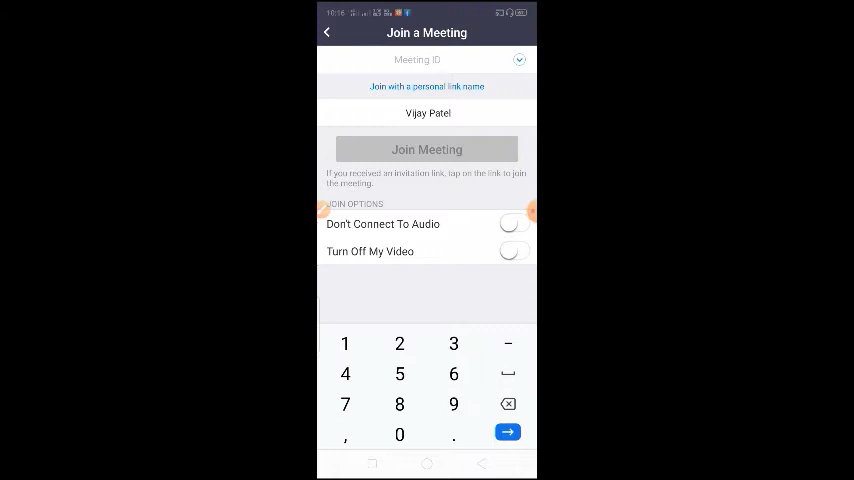 10:16
Join a Meeting
Meeting ID
Join with a personal link name
Vijay Patel
Join Meeting
If you received an invitation link, tap on the link to join
the meeting.
JOIN OPTIONS
Don't Connect To Audio
Turn Off My Video
1 2 3 -
4 5 6
7 8 9
, 0 .